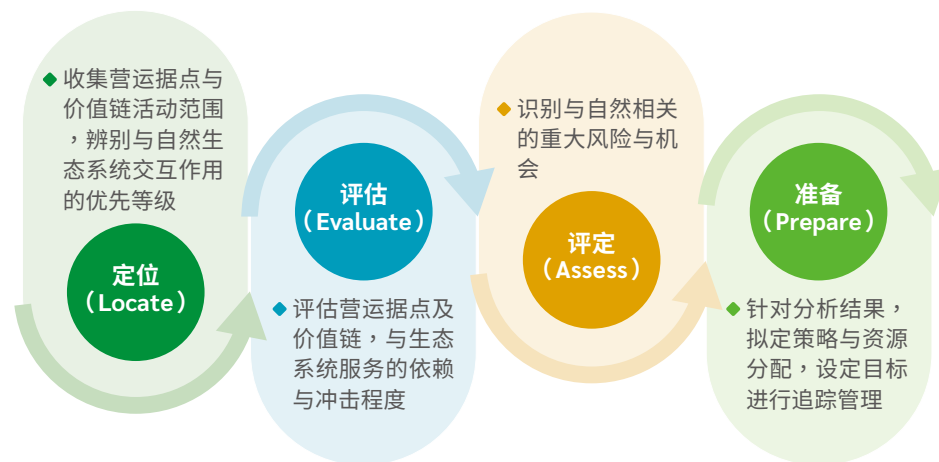 收集营运据点与
价值链活动范围
，辨别与自然生
态系统交互作用
的优先等级
定位
（Locate）
评估
（Evaluate）
评估营运据点及
价值链，与生态
系统服务的依赖
与冲击程度
识别与自然相关
的重大风险与机
会
评定
（Assess）
准备
（Prepare）
针对分析结果，
拟定策略与资源
分配，设定目标
进行追踪管理